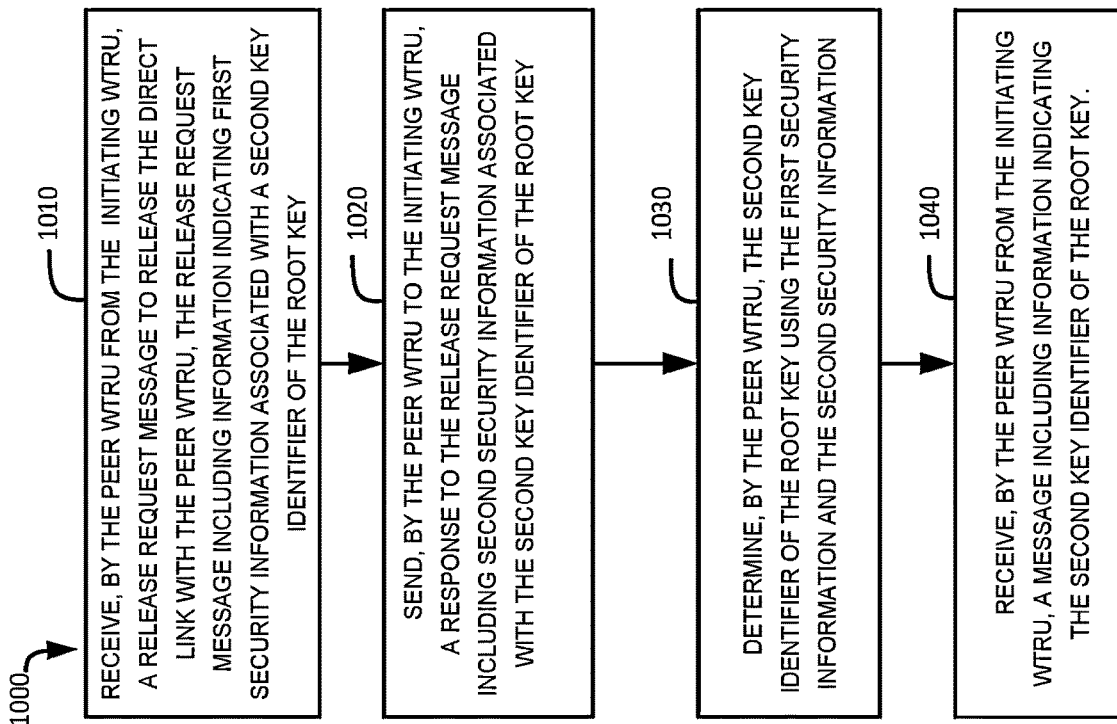 1000
1010
RECEIVE, BY THE PEER WTRU FROM THE INITIATING WTRU,
A RELEASE REQUEST MESSAGE TO RELEASE THE DIRECT
LINK WITH THE PEER WTRU, THE RELEASE REQUEST
MESSAGE INCLUDING INFORMATION INDICATING FIRST
SECURITY INFORMATION ASSOCIATED WITH A SECOND KEY
IDENTIFIER OF THE ROOT KEY
1020
SEND, BY THE PEER WTRU TO THE INITIATING WTRU,
A RESPONSE TO THE RELEASE REQUEST MESSAGE
INCLUDING SECOND SECURITY INFORMATION ASSOCIATED
WITH THE SECOND KEY IDENTIFIER OF THE ROOT KEY
1030
DETERMINE, BY THE PEER WTRU, THE SECOND KEY
IDENTIFIER OF THE ROOT KEY USING THE FIRST SECURITY
INFORMATION AND THE SECOND SECURITY INFORMATION
1040
RECEIVE, BY THE PEER WTRU FROM THE INITIATING
WTRU, A MESSAGE INCLUDING INFORMATION INDICATING
THE SECOND KEY IDENTIFIER OF THE ROOT KEY.